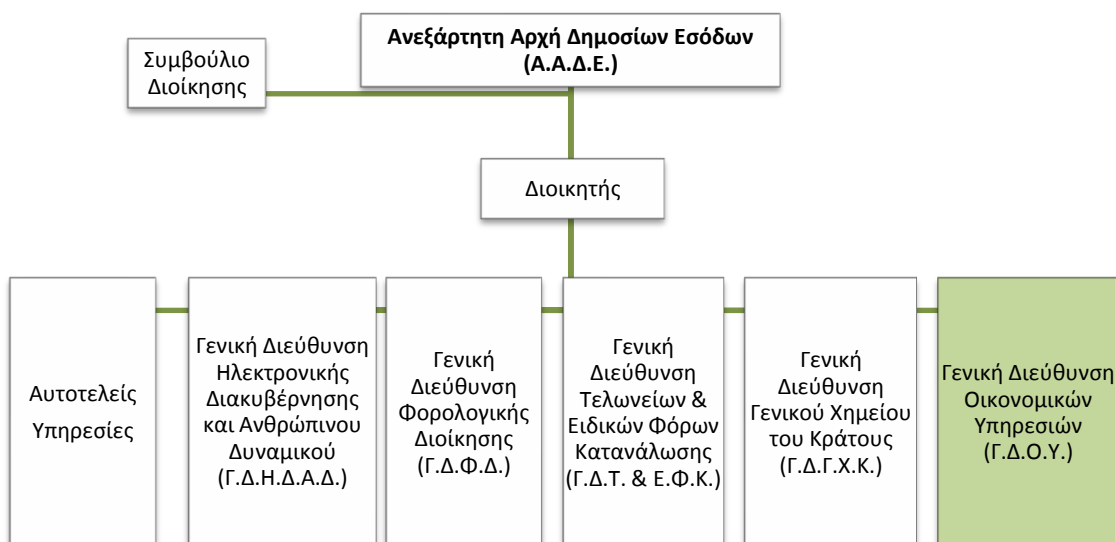 Ανεξάρτητη Αρχή Δημοσίων Εσόδων
(Α.Α.Δ.Ε.)
Συμβούλιο
Διοίκησης
Διοικητής
Αυτοτελείς
Υπηρεσίες
Γενική Διεύθυνση
Ηλεκτρονικής
Διακυβέρνησης
και Ανθρώπινου
Δυναμικού
(Γ.Δ.Η.Δ.Α.Δ.)
Γενική
Διεύθυνση
Φορολογικής
Διοίκησης
(Γ.Δ.Φ.Δ.)
Γενική
Διεύθυνση
Τελωνείων &
Ειδικών Φόρων
Κατανάλωσης
(Γ.Δ.Τ. & Ε.Φ.Κ.)
Γενική
Διεύθυνση
Γενικού Χημείου
του Κράτους
(Γ.Δ.Γ.Χ.Κ.)
Γενική Διεύθυνση
Οικονομικών
Υπηρεσιών
(Γ.Δ.Ο.Υ.)